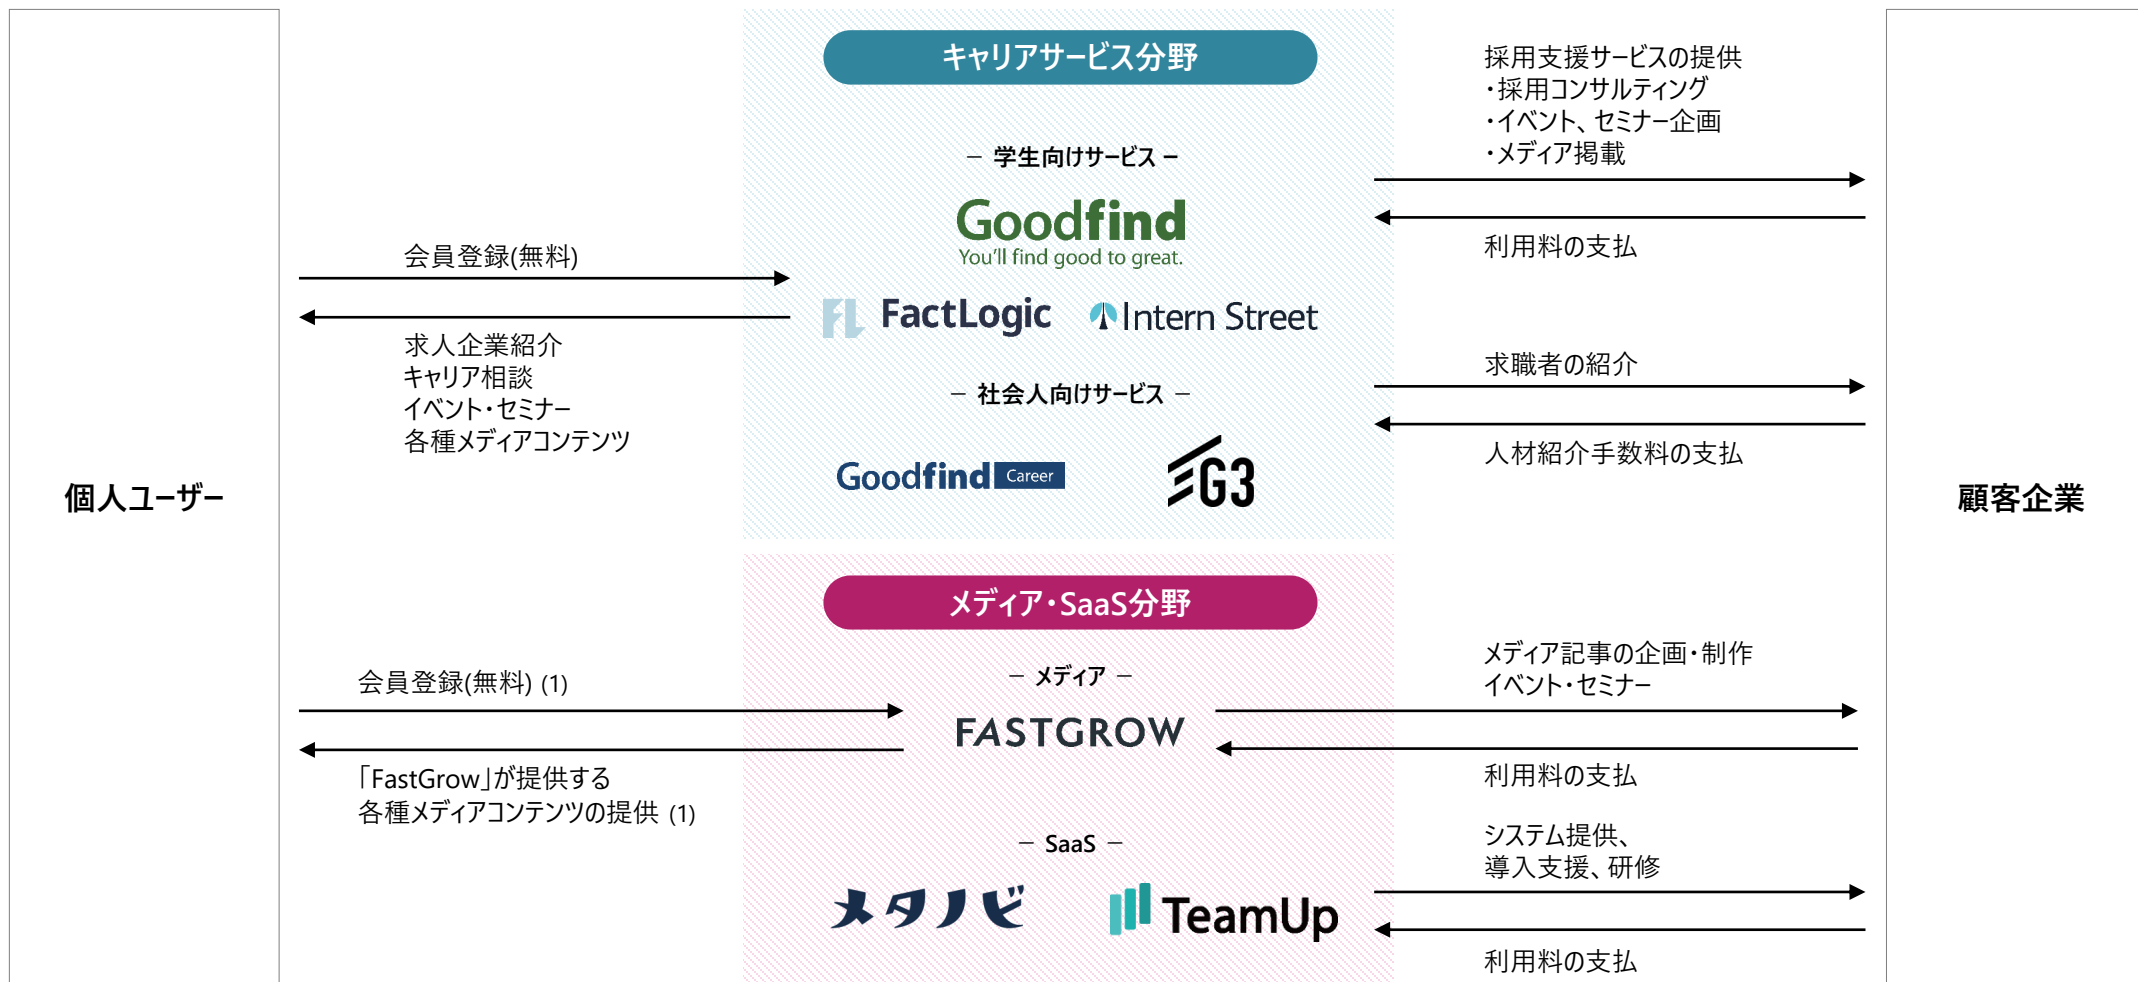 個人ユーザー
会員登録(無料)
求人企業紹介
キャリア相談
イベント・セミナー
各種メディアコンテンツ
会員登録(無料) (1)
「FastGrow」が提供する
各種メディアコンテンツの提供 (1)
キャリアサービス分野
－ 学生向けサービス －
Goodfind
You'll find good to great.
FL FactLogic
Intern Street
－ 社会人向けサービス －
Goodfind Career
G3
メディア・SaaS分野
－ メディア －
FASTGROW
－ SaaS －
メタノビ
TeamUp
採用支援サービスの提供
・採用コンサルティング
・イベント、セミナー企画
・メディア掲載
利用料の支払
求職者の紹介
人材紹介手数料の支払
メディア記事の企画・制作
イベント・セミナー
利用料の支払
システム提供、
導入支援、研修
利用料の支払
顧客企業